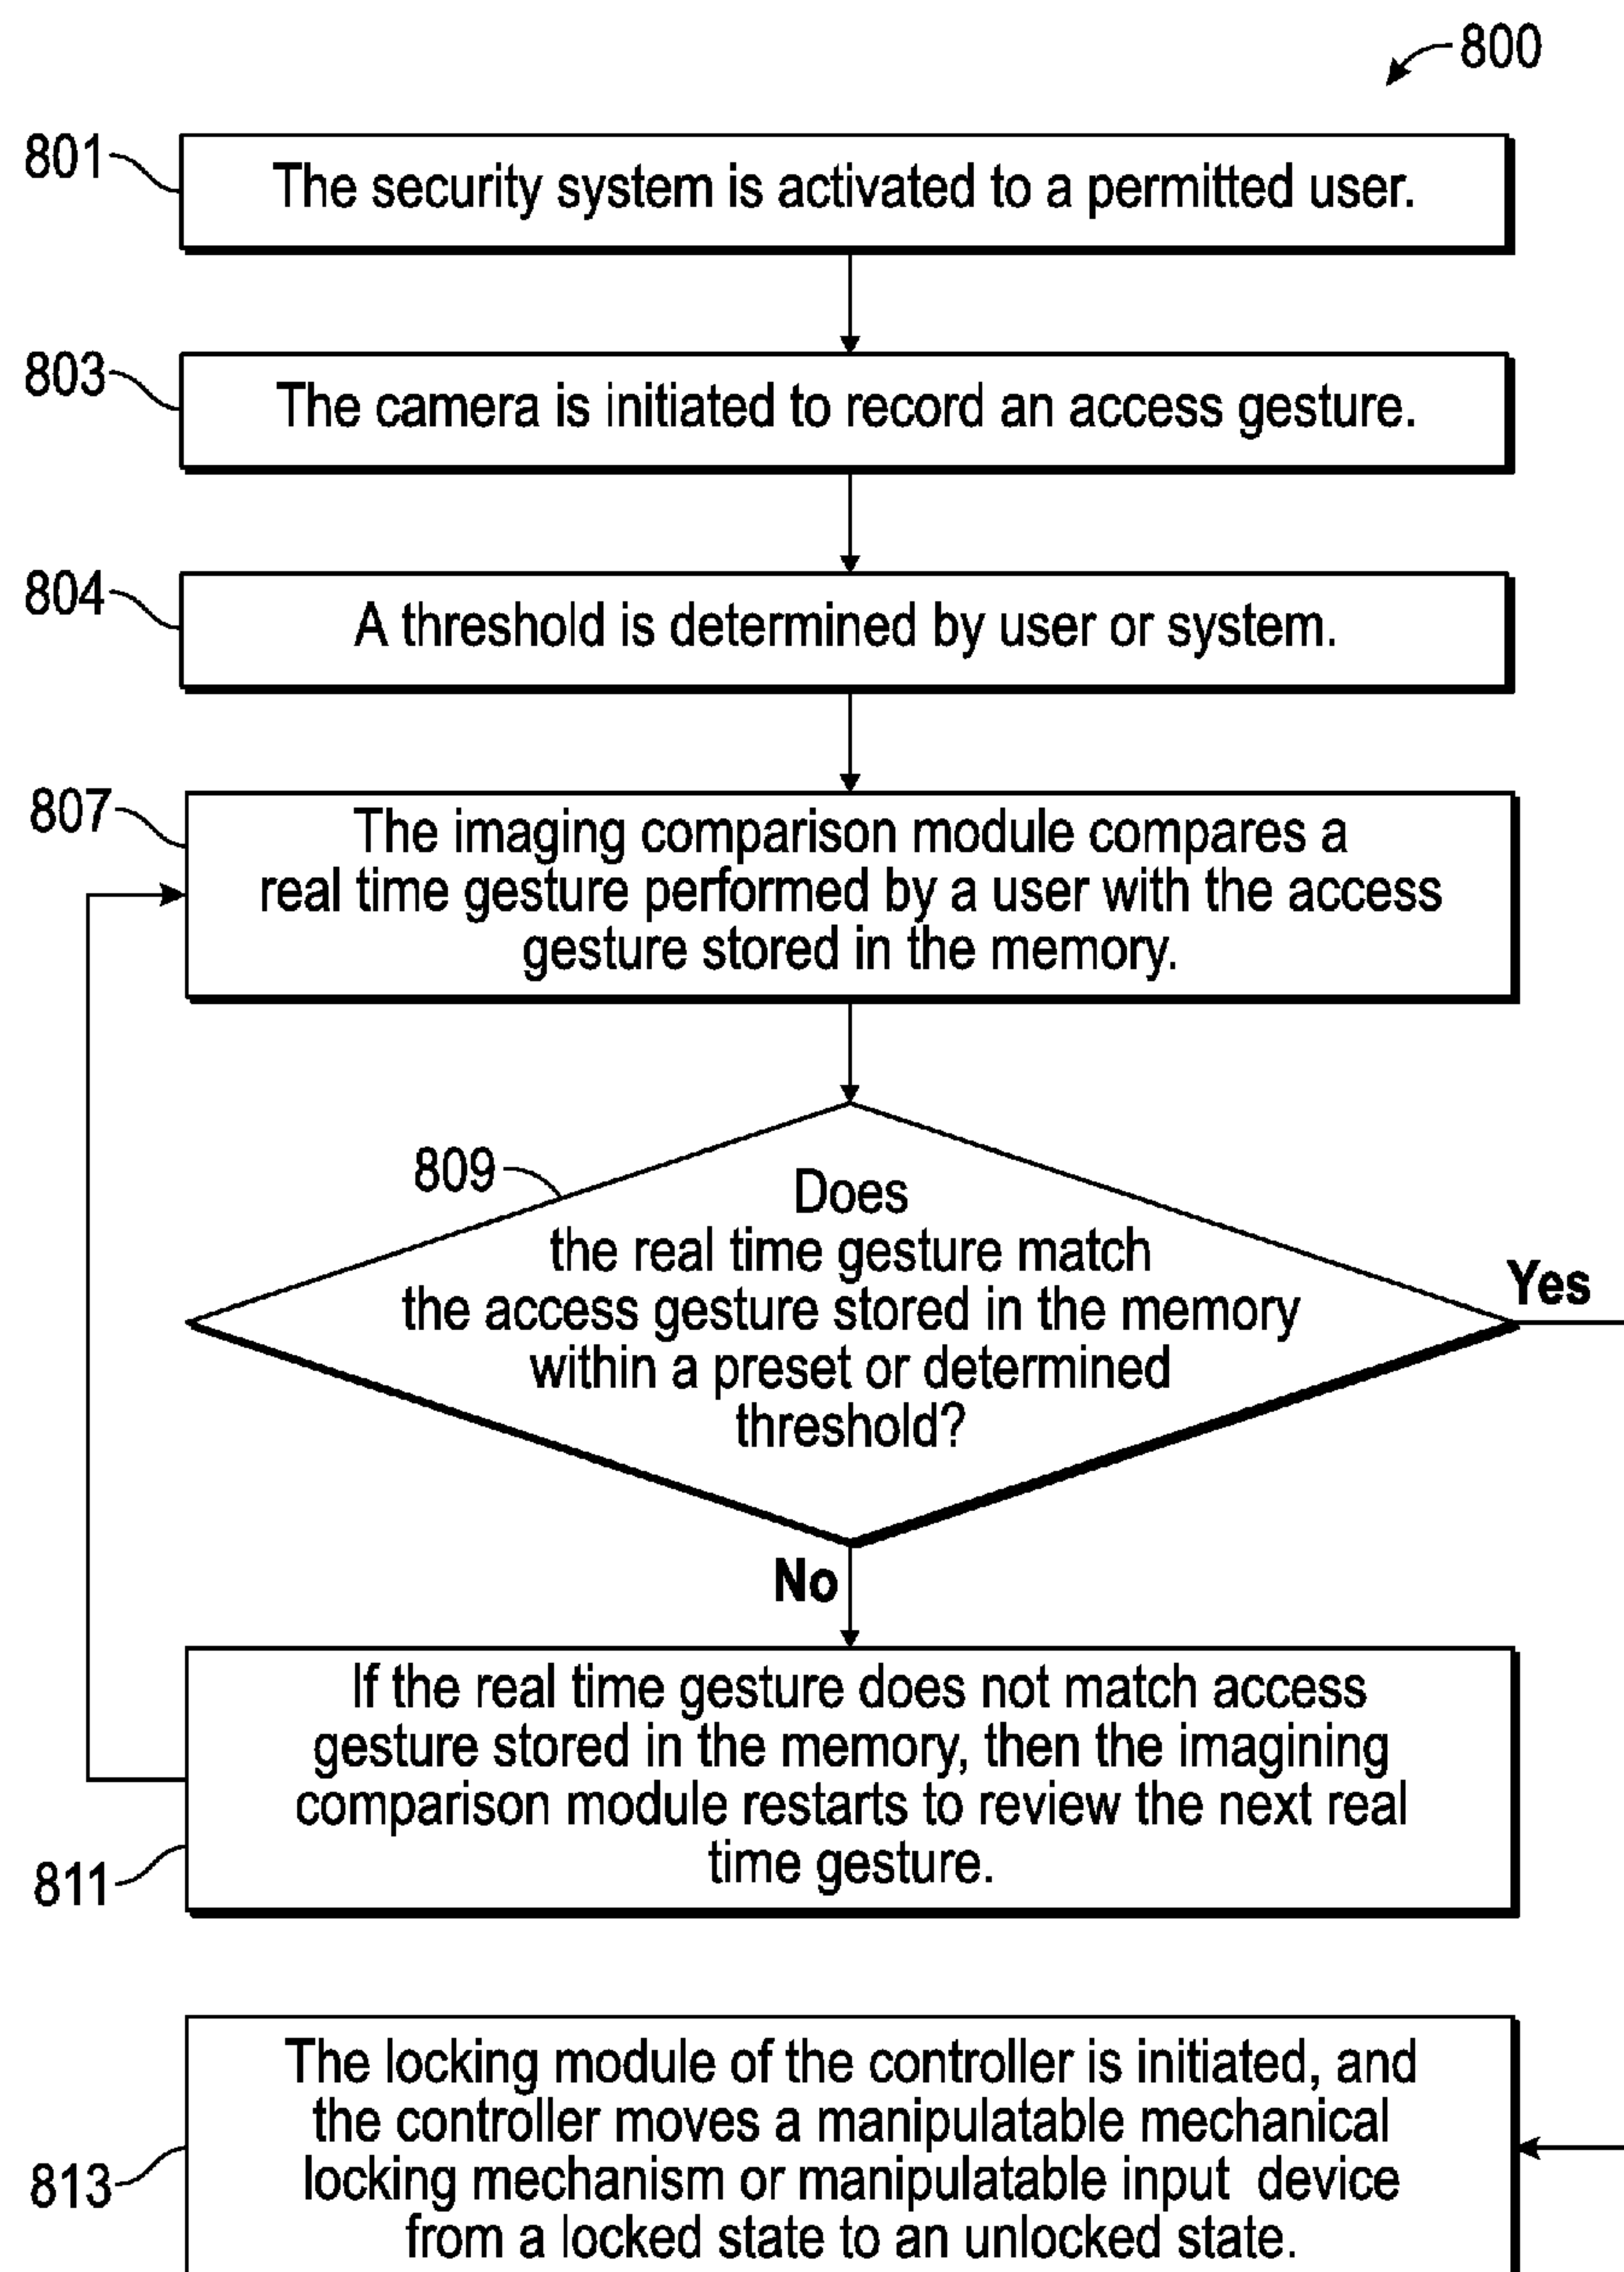 800
801
The security system is activated to a permitted user.
803
The camera is initiated to record an access gesture.
804
A threshold is determined by user or system.
807
The imaging comparison module compares a
real time gesture performed by a user with the access
gesture stored in the memory.
809
Does
the real time gesture match
the access gesture stored in the memory
within a preset or determined
threshold?
Yes
No
If the real time gesture does not match access
gesture stored in the memory, then the imagining
comparison module restarts to review the next real
time gesture.
811
The locking module of the controller is initiated, and
the controller moves a manipulatable mechanical
locking mechanism or manipulatable input device
from a locked state to an unlocked state.
813